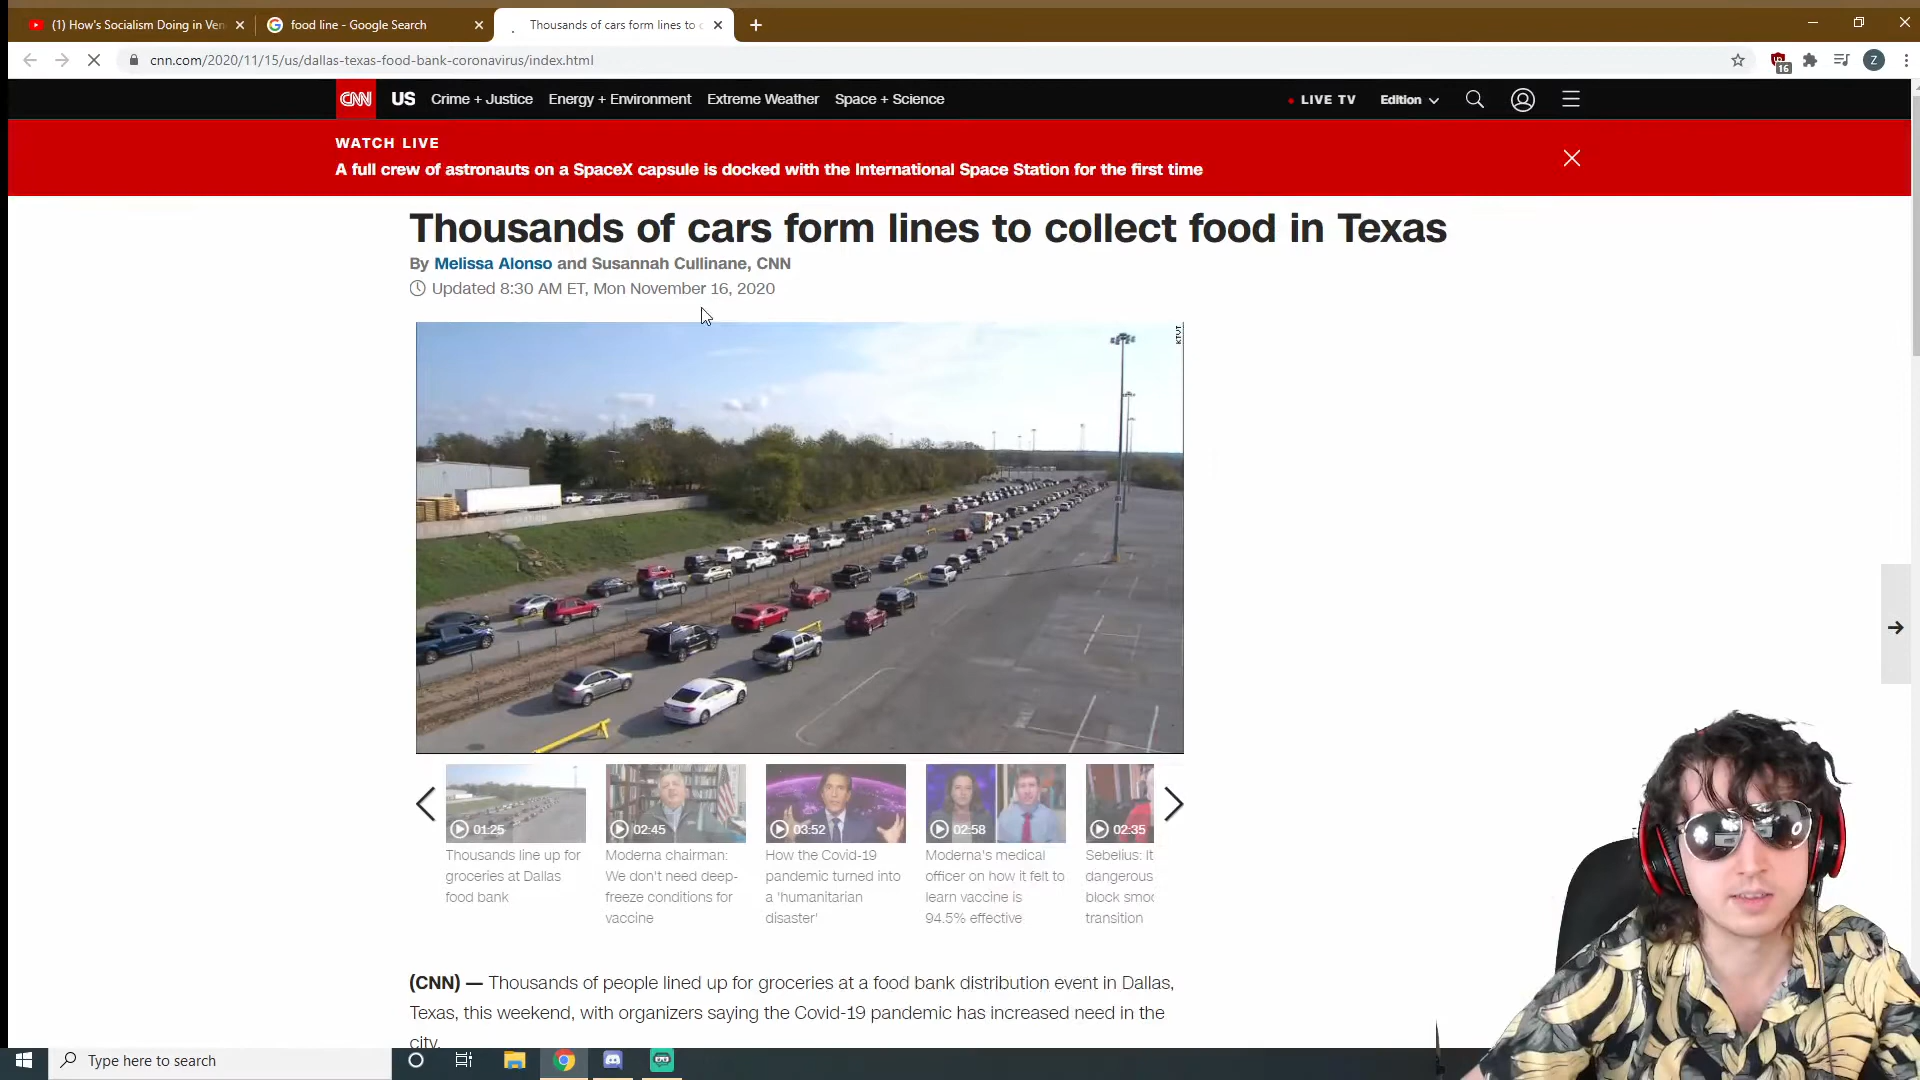 (1) How's Socialism Doing in Ven
food line - Google Search
Thousands of cars form lines to c
cnn.com/2020/11/15/us/dallas-texas-food-bank-coronavirus/index.html
16
Z
CNN US Crime + Justice Energy + Environment Extreme Weather Space + Science
LIVE TV Edition
WATCH LIVE
A full crew of astronauts on a SpaceX capsule is docked with the International Space Station for the first time
Thousands of cars form lines to collect food in Texas
By Melissa Alonso and Susannah Cullinane, CNN
Updated 8:30 AM ET, Mon November 16, 2020
KTVT
01:25
Thousands line up for
groceries at Dallas
food bank
02:45
Moderna chairman:
We don't need deep-
freeze conditions for
vaccine
03:52
How the Covid-19
pandemic turned into
a 'humanitarian
disaster'
02:58
Moderna's medical
officer on how it felt to
learn vaccine is
94.5% effective
02:35
Sebelius: It
dangerous
block smoo
transition
(CNN) — Thousands of people lined up for groceries at a food bank distribution event in Dallas,
Texas, this weekend, with organizers saying the Covid-19 pandemic has increased need in the
city.
Type here to search